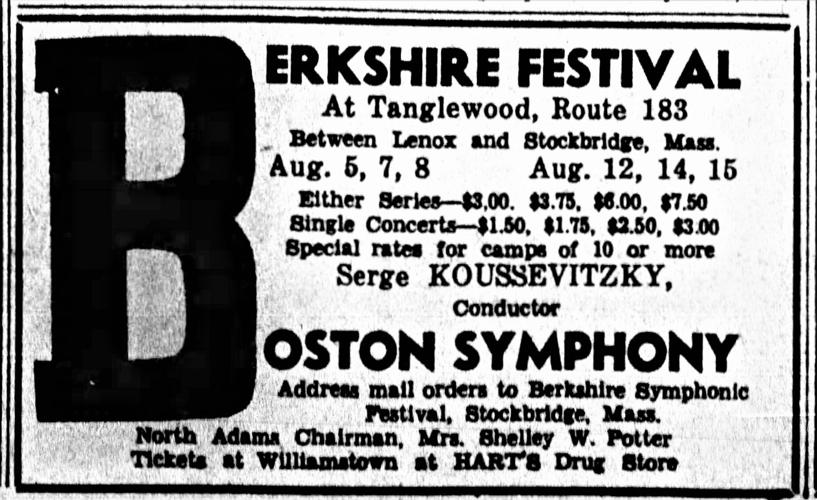 BERKSHIRE FESTIVAL
At Tanglewood, Route 183
Between Lenox and Stockbridge, Mass.
Aug. 5, 7, 8 Aug. 12, 14, 15
Either Series—$3.00. $3.75, $6.00, $7.50
Single Concerts—$1.50, $1.75, $2.50, $3.00
Special rates for camps of 10 or more
Serge KOUSSEVITZKY,
Conductor
BOSTON SYMPHONY
Address mail orders to Berkshire Symphonic
Festival, Stockbridge, Mass.
North Adams Chairman, Mrs. Shelley W. Potter
Tickets at Williamstown at HART'S Drug Store